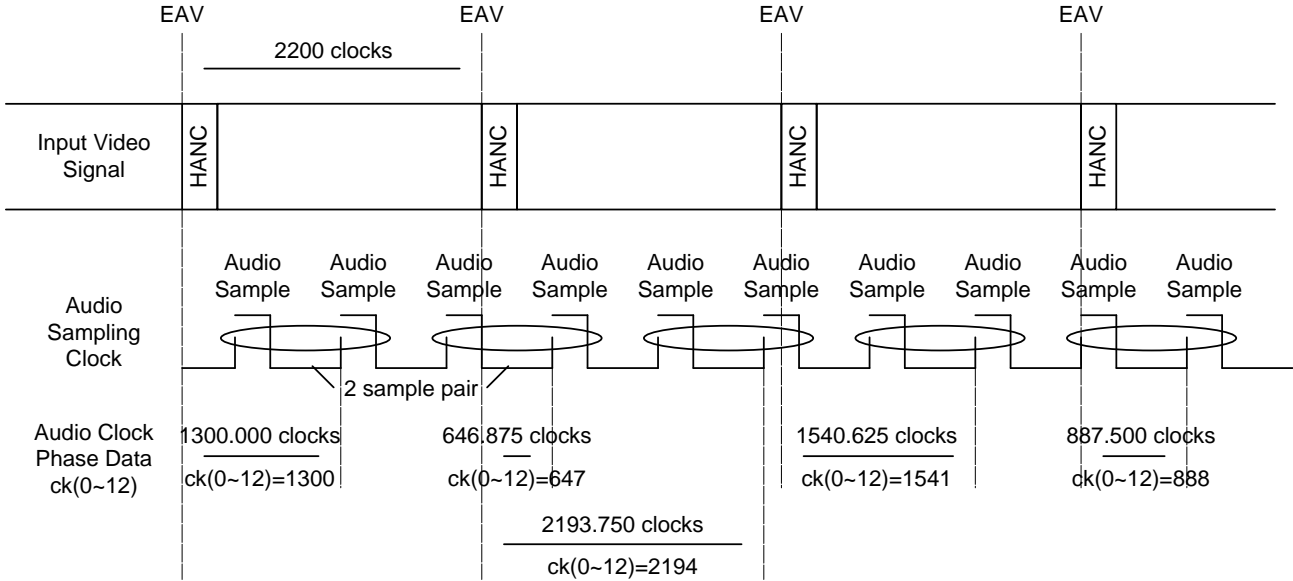 EAV EAV EAV EAV
2200 clocks
Input Video
Signal
HANC HANC HANC HANC
Audio Audio Audio Audio Audio Audio Audio Audio Audio Audio
Sample Sample Sample Sample Sample Sample Sample Sample Sample Sample
Audio
Sampling
Clock
2 sample pair
Audio Clock
Phase Data
ck(0~12)
1300.000 clocks 646.875 clocks 1540.625 clocks 887.500 clocks
ck(0~12)=1300 ck(0~12)=647 ck(0~12)=1541 ck(0~12)=888
2193.750 clocks
ck(0~12)=2194